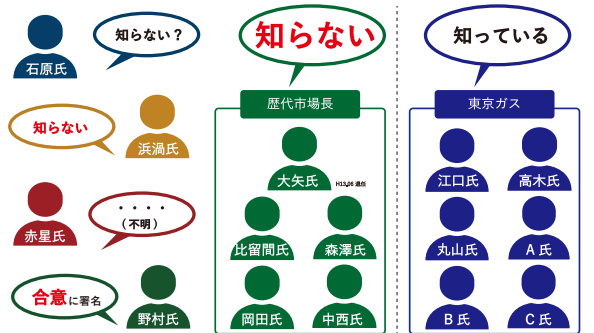 知らない？
石原氏
知らない
浜渦氏
・・・・
（不明）
赤星氏
合意に署名
野村氏
知らない
歴代市場長
大矢氏
H13.06 退任
比留間氏
森澤氏
岡田氏
中西氏
知っている
東京ガス
江口氏
高木氏
丸山氏
A 氏
B 氏
C 氏